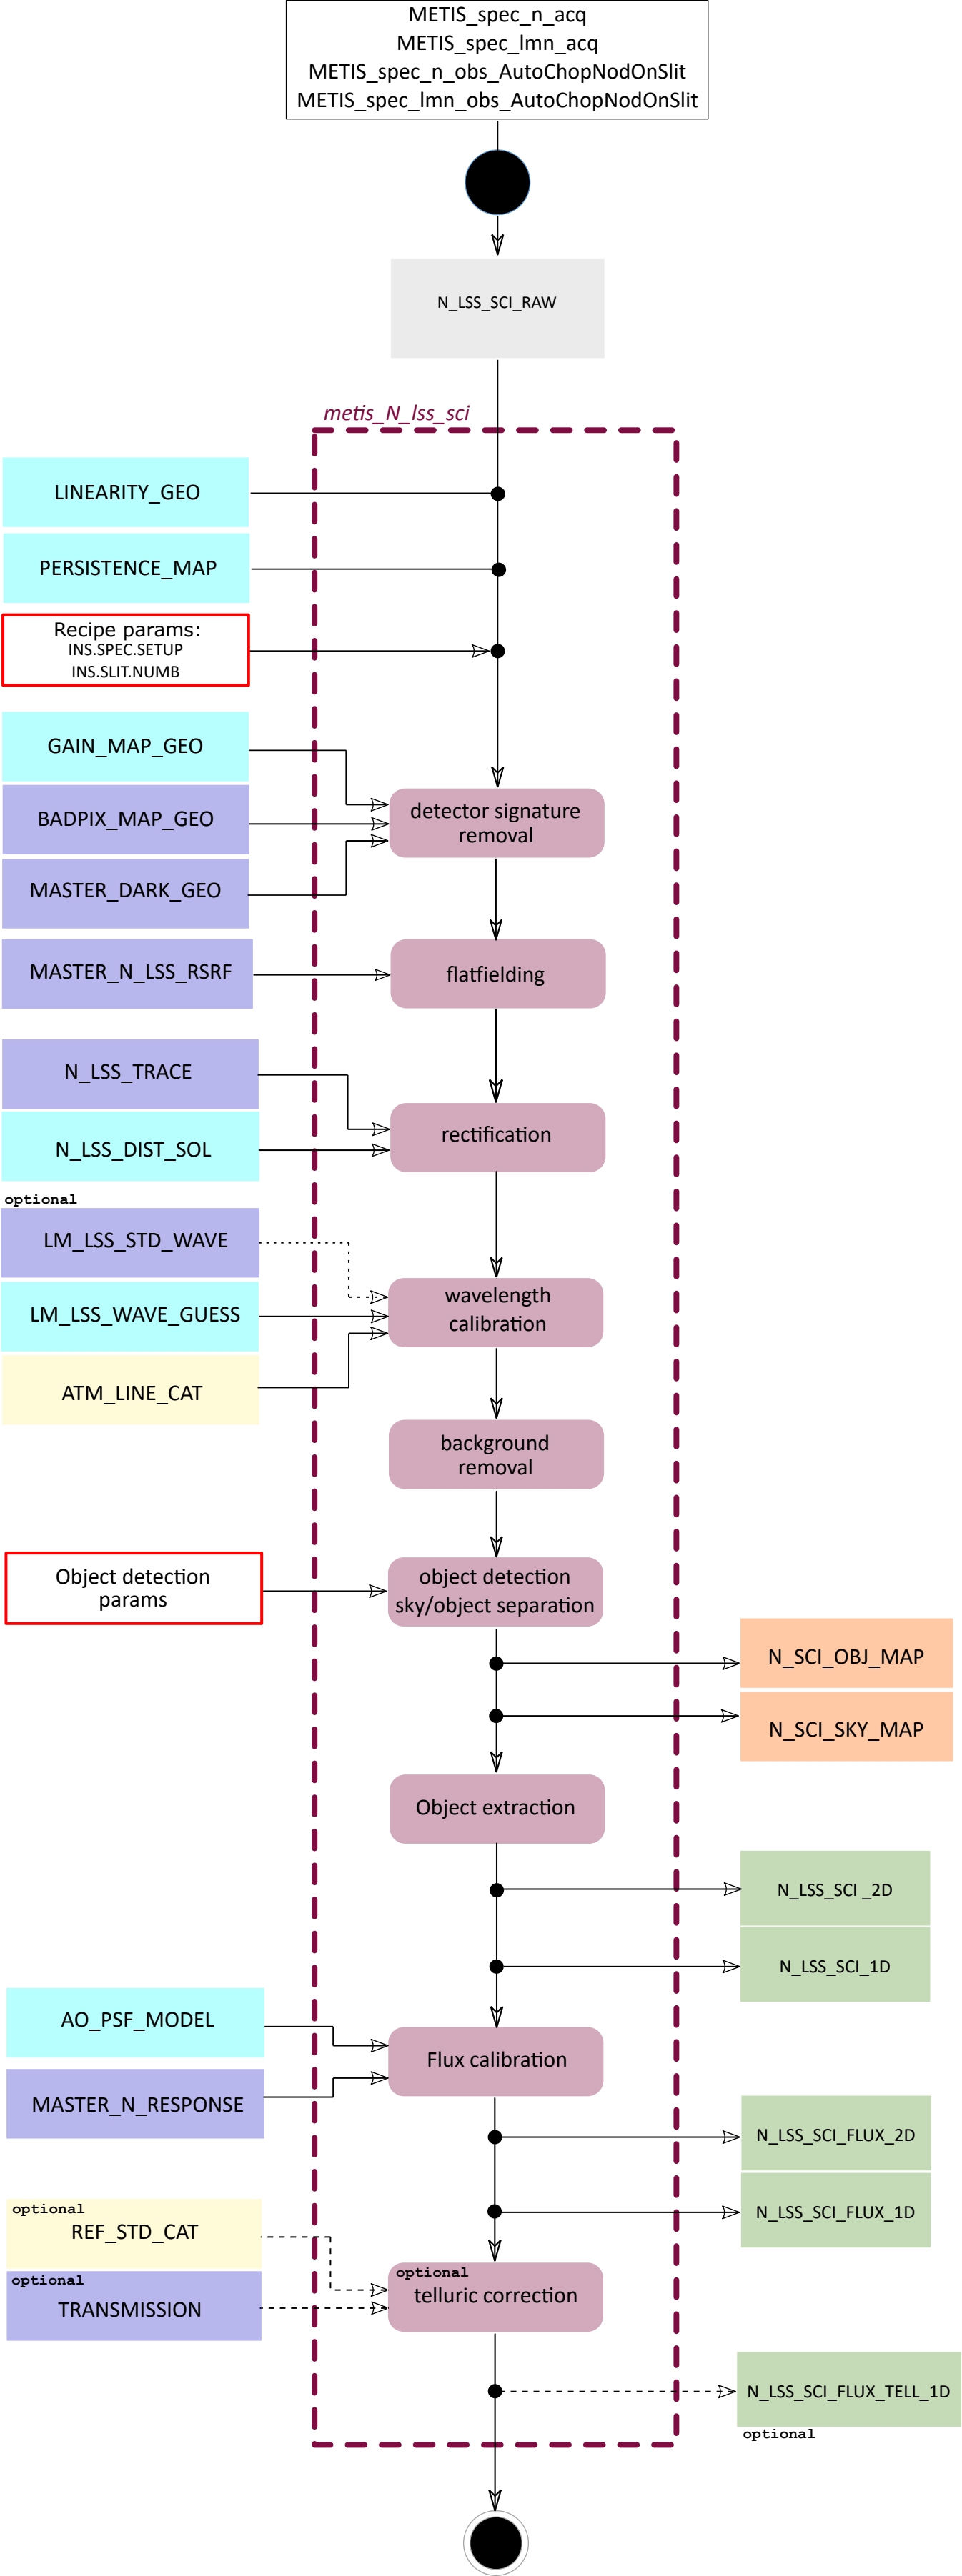 METIS_spec_n_acq
METIS_spec_lmn_acq
METIS_spec_n_obs_AutoChopNodOnSlit
METIS_spec_lmn_obs_AutoChopNodOnSlit
N_LSS_SCI_RAW
metis_N_lss_sci
LINEARITY_GEO
PERSISTENCE_MAP
Recipe params:
INS.SPEC.SETUP
INS.SLIT.NUMB
GAIN_MAP_GEO
BADPIX_MAP_GEO
MASTER_DARK_GEO
detector signature
removal
MASTER_N_LSS_RSRF
flatfielding
N_LSS_TRACE
N_LSS_DIST_SOL
rectification
optional
LM_LSS_STD_WAVE
LM_LSS_WAVE_GUESS
ATM_LINE_CAT
wavelength
calibration
background
removal
Object detection
params
object detection
sky/object separation
N_SCI_OBJ_MAP
N_SCI_SKY_MAP
Object extraction
N_LSS_SCI _2D
N_LSS_SCI_1D
AO_PSF_MODEL
MASTER_N_RESPONSE
Flux calibration
N_LSS_SCI_FLUX_2D
N_LSS_SCI_FLUX_1D
optional
REF_STD_CAT
optional
TRANSMISSION
optional
telluric correction
N_LSS_SCI_FLUX_TELL_1D
optional